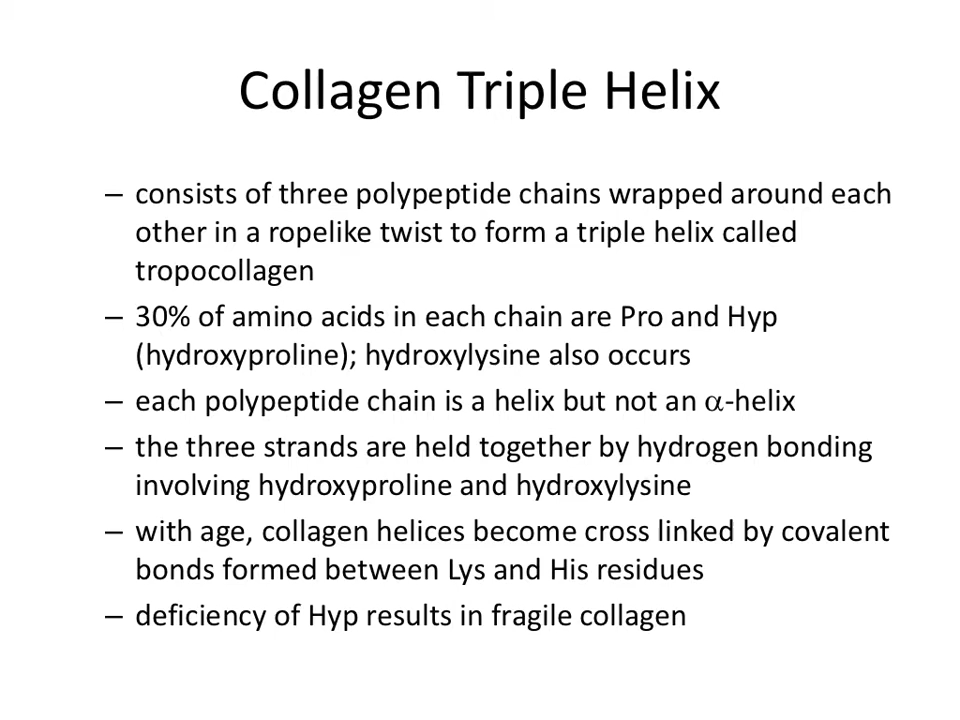 Collagen Triple Helix
– consists of three polypeptide chains wrapped around each
other in a ropelike twist to form a triple helix called
tropocollagen
– 30% of amino acids in each chain are Pro and Hyp
(hydroxyproline); hydroxylysine also occurs
– each polypeptide chain is a helix but not an α-helix
– the three strands are held together by hydrogen bonding
involving hydroxyproline and hydroxylysine
– with age, collagen helices become cross linked by covalent
bonds formed between Lys and His residues
– deficiency of Hyp results in fragile collagen